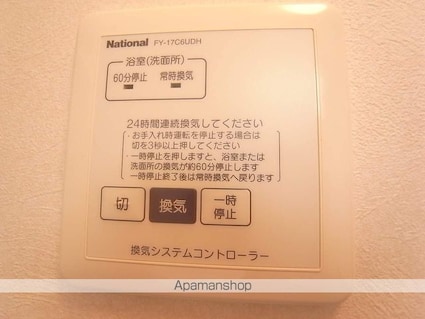 National FY-17C6UDH
浴室(洗面所)
60分停止 常時換気
24時間連続換気してください
・お手入れ時運転を停止する場合は
切を3秒以上押してください
・一時停止を押しますと、浴室または
洗面所の換気が約60分停止します
一時停止終了後は常時換気へ戻ります
切 換気 一時停止
換気システムコントローラー
Apamanshop